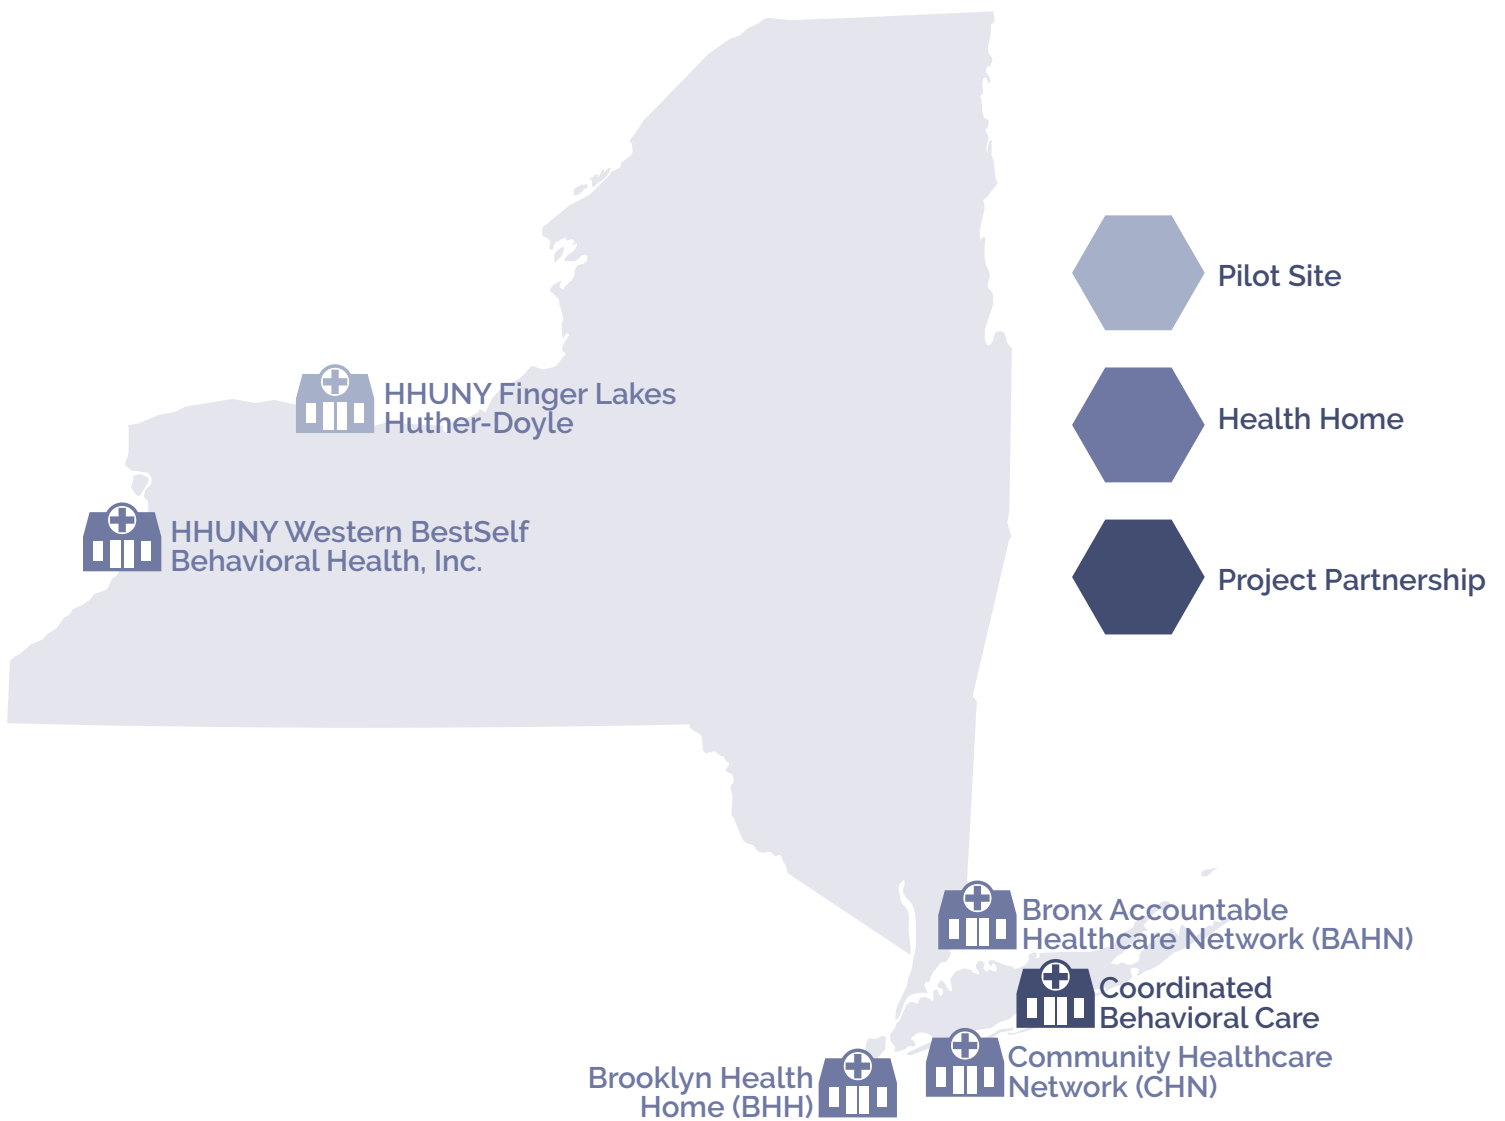 Pilot Site
HHUNY Finger Lakes
Huther-Doyle
Health Home
HHUNY Western BestSelf
Behavioral Health, Inc.
Project Partnership
Bronx Accountable
Healthcare Network (BAHN)
Coordinated
Behavioral Care
Community Healthcare
Network (CHN)
Brooklyn Health
Home (BHH)